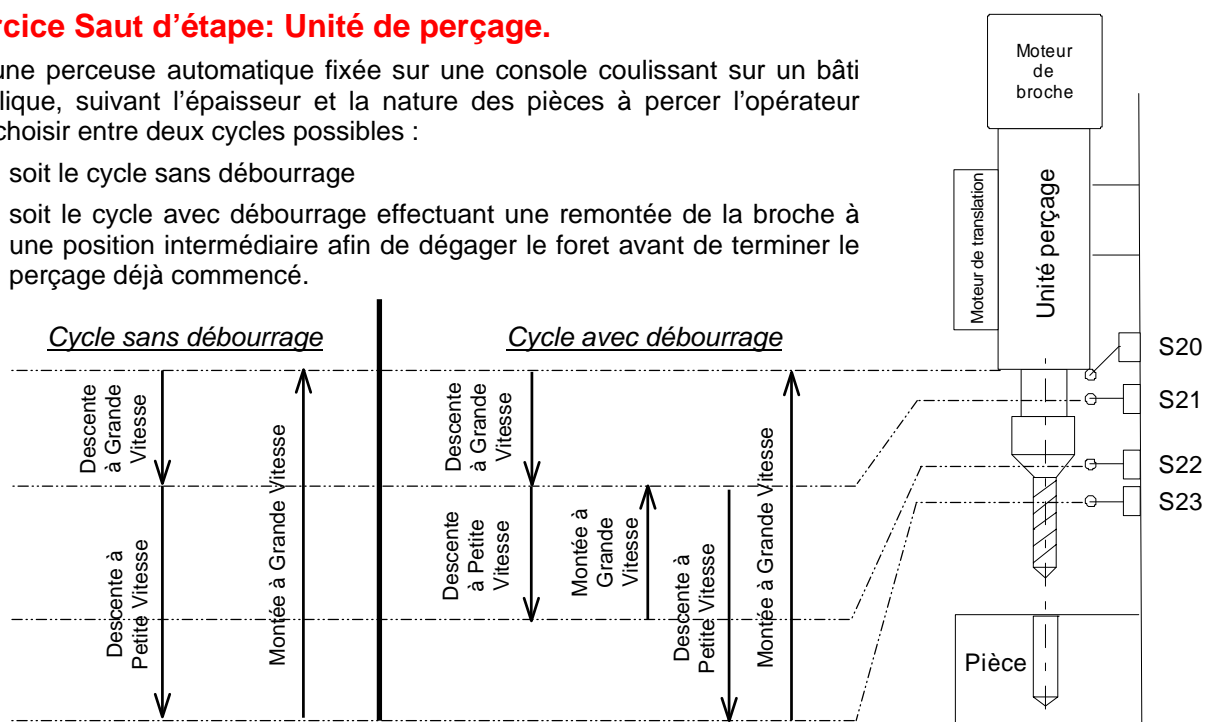 rcice Saut d'étape: Unité de perçage.
une perceuse automatique fixée sur une console coulissant sur un bâti
lique, suivant l'épaisseur et la nature des pièces à percer l'opérateur
choisir entre deux cycles possibles :
soit le cycle sans débourrage
soit le cycle avec débourrage effectuant une remontée de la broche à
une position intermédiaire afin de dégager le foret avant de terminer le
perçage déjà commencé.
Cycle sans débourrage
Descente
à Grande
Vitesse
Descente à
Petite Vitesse
Montée à Grande Vitesse
Cycle avec débourrage
Descente
à Grande
Vitesse
Descente
à Petite
Vitesse
Montée à
Grande
Vitesse
Descente à
Petite Vitesse
Montée à Grande Vitesse
Moteur
de
broche
Moteur de translation
Unité perçage
S20
S21
S22
S23
Pièce